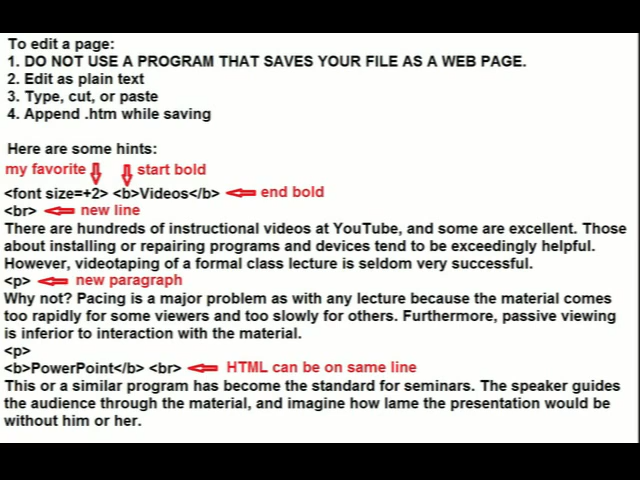 To edit a page:
1. DO NOT USE A PROGRAM THAT SAVES YOUR FILE AS A WEB PAGE.
2. Edit as plain text
3. Type, cut, or paste
4. Append .htm while saving
Here are some hints:
my favorite start bold
<font size=+2> <b>Videos</b> end bold
<br> new line
There are hundreds of instructional videos at YouTube, and some are excellent. Those
about installing or repairing programs and devices tend to be exceedingly helpful.
However, videotaping of a formal class lecture is seldom very successful.
<p> new paragraph
Why not? Pacing is a major problem as with any lecture because the material comes
too rapidly for some viewers and too slowly for others. Furthermore, passive viewing
is inferior to interaction with the material.
<p>
<b>PowerPoint</b> <br> HTML can be on same line
This or a similar program has become the standard for seminars. The speaker guides
the audience through the material, and imagine how lame the presentation would be
without him or her.